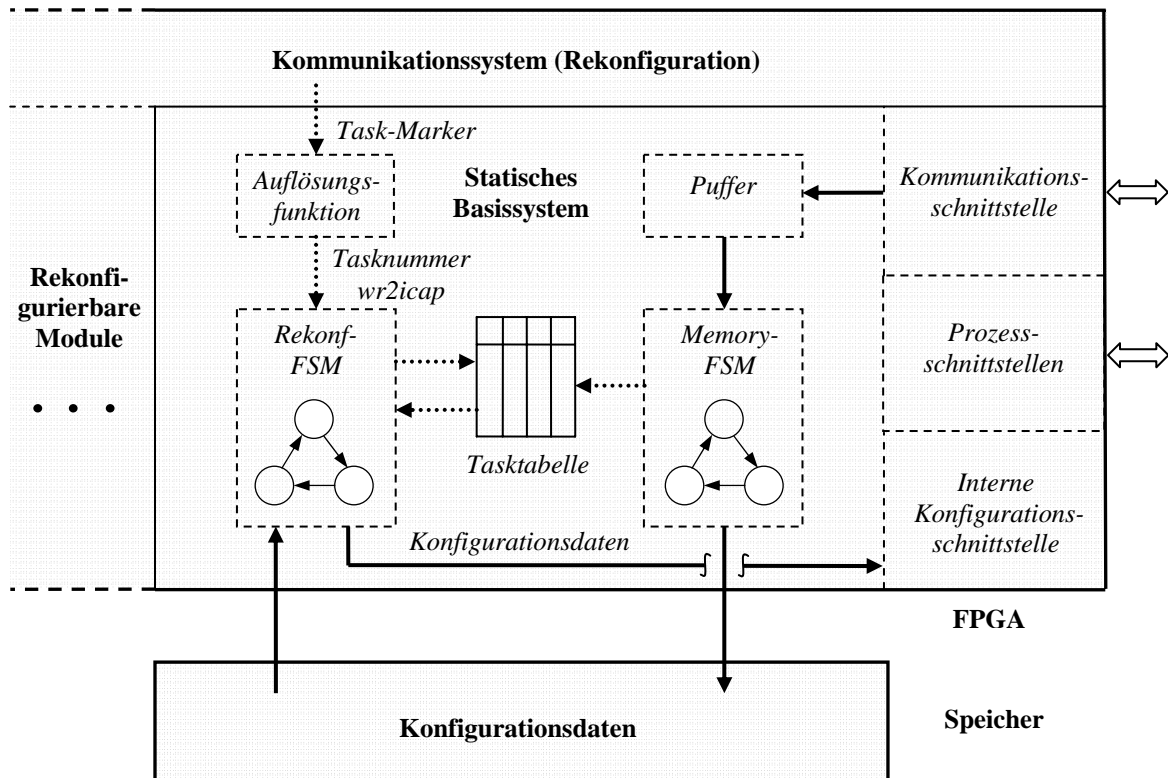 Kommunikationssystem (Rekonfiguration)
Task-Marker
Auflösungs-
funktion
Statisches
Basissystem
Puffer
Kommunikations-
schnittstelle
Tasknummer
wr2icap
Rekonfi-
gurierbare
Module
. . .
Rekonf-
FSM
Tasktabelle
Memory-
FSM
Prozess-
schnittstellen
Interne
Konfigurations-
schnittstelle
Konfigurationsdaten
FPGA
Konfigurationsdaten
Speicher